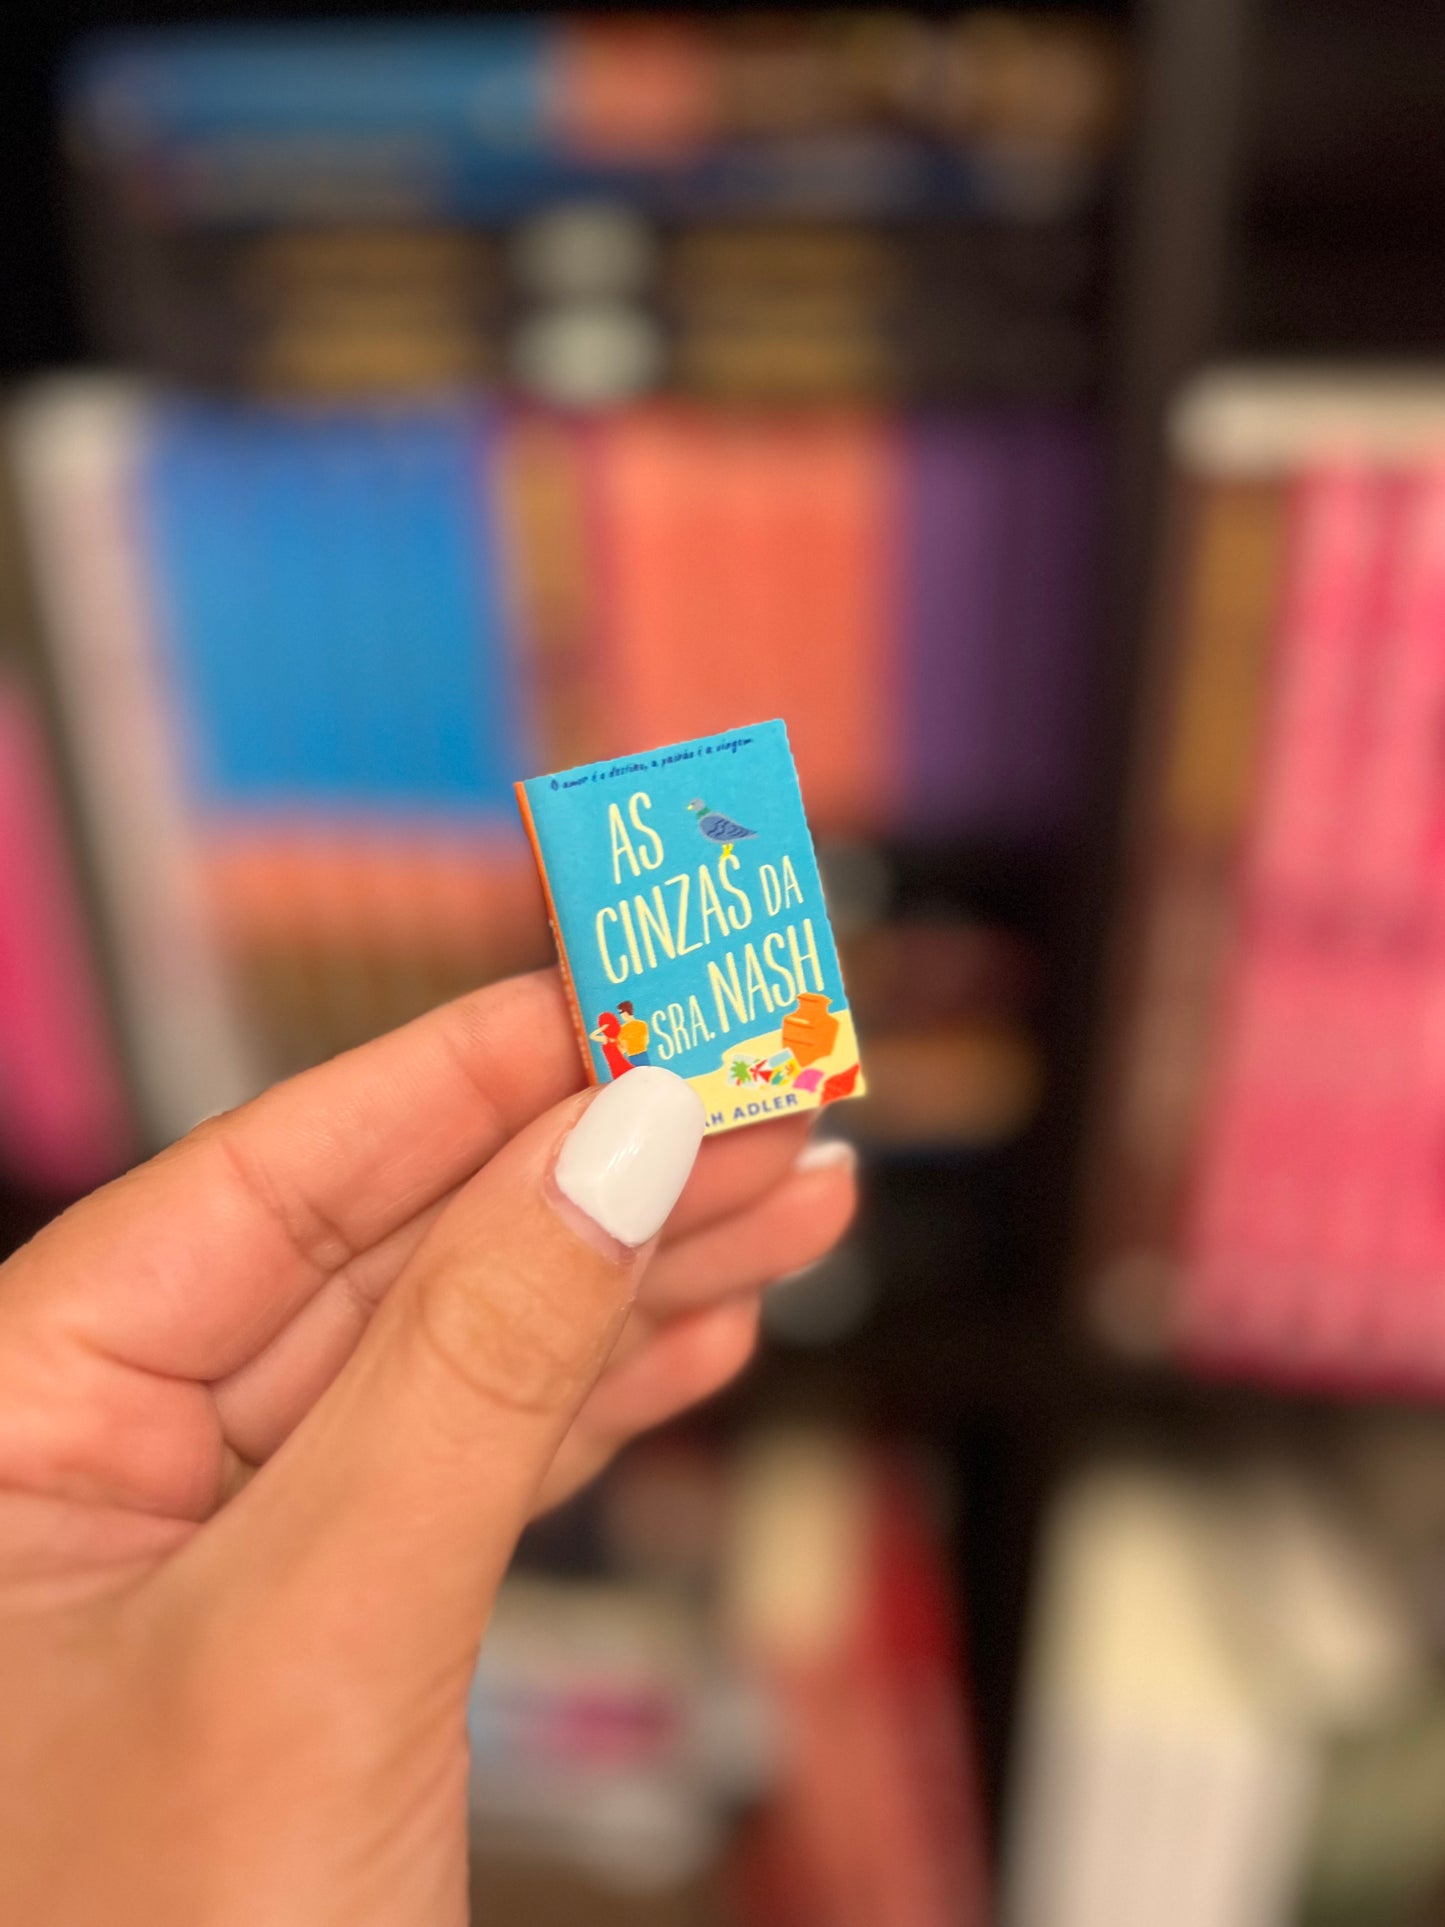 O amor é o destino, a paixão é a viagem
AS
CINZAS DA
SRA. NASH
AH ADLER